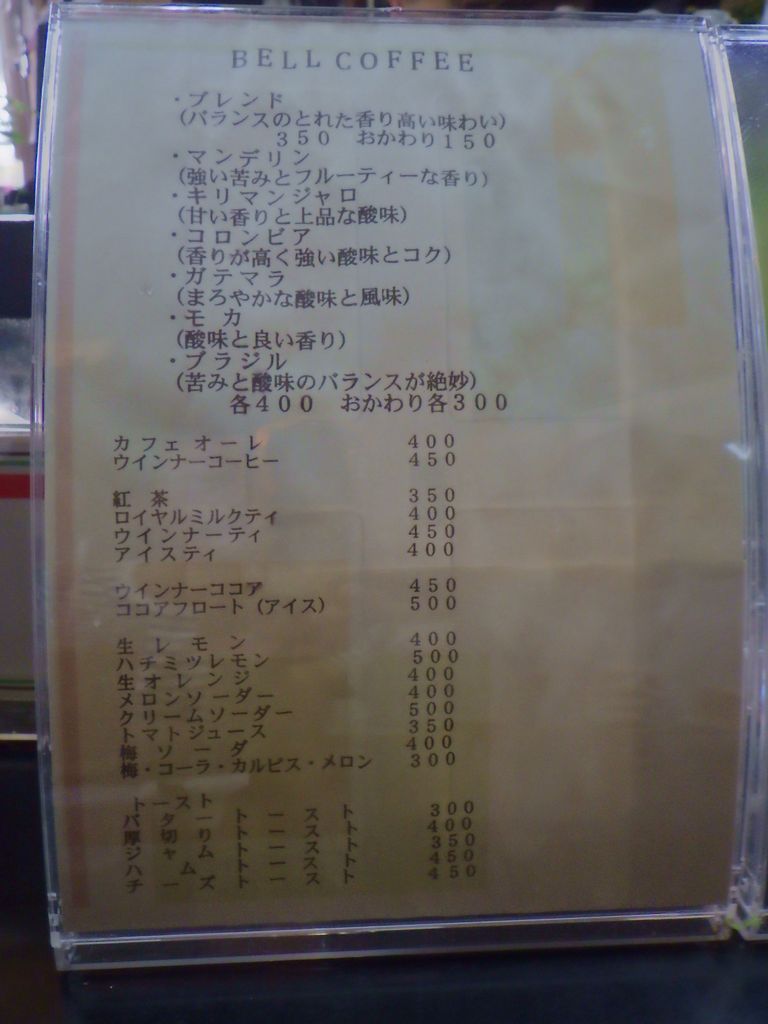 BELL COFFEE
・ブレンド
(バランスのとれた香り高い味わい)
350 おかわり150
・マンデリン
(強い苦みとフルーティーな香り)
・キリマンジャロ
(甘い香りと上品な酸味)
・コロンビア
(香りが高く強い酸味とコク)
・ガテマラ
(まろやかな酸味と風味)
・モカ
(酸味と良い香り)
・ブラジル
(苦みと酸味のバランスが絶妙)
各400 おかわり各300
カフェオーレ 400
ウインナーコーヒー 450
紅茶 350
ロイヤルミルクティ 400
ウインナーティ 450
アイスティ 400
ウインナーココア 450
ココアフロート(アイス) 500
生レモン 400
ハチミツレモン 500
生オレンジ 400
メロンソーダー 400
クリームソーダー 500
トマトジュース 350
梅ソーダ 400
梅・コーラ・カルピス・メロン 300
トースト
バタートースト 300
厚切りトースト 400
ジャムトースト 350
ハムトースト 450
チーズトースト 450